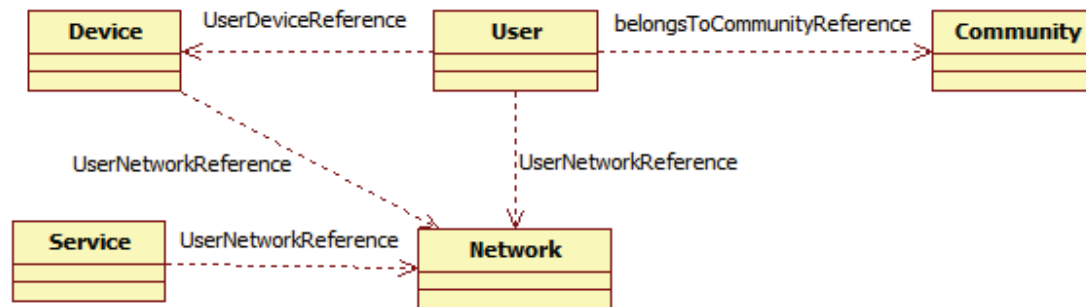 UserDeviceReference
Device
User
belongsToCommunityReference
Community
UserNetworkReference
UserNetworkReference
Service
UserNetworkReference
Network